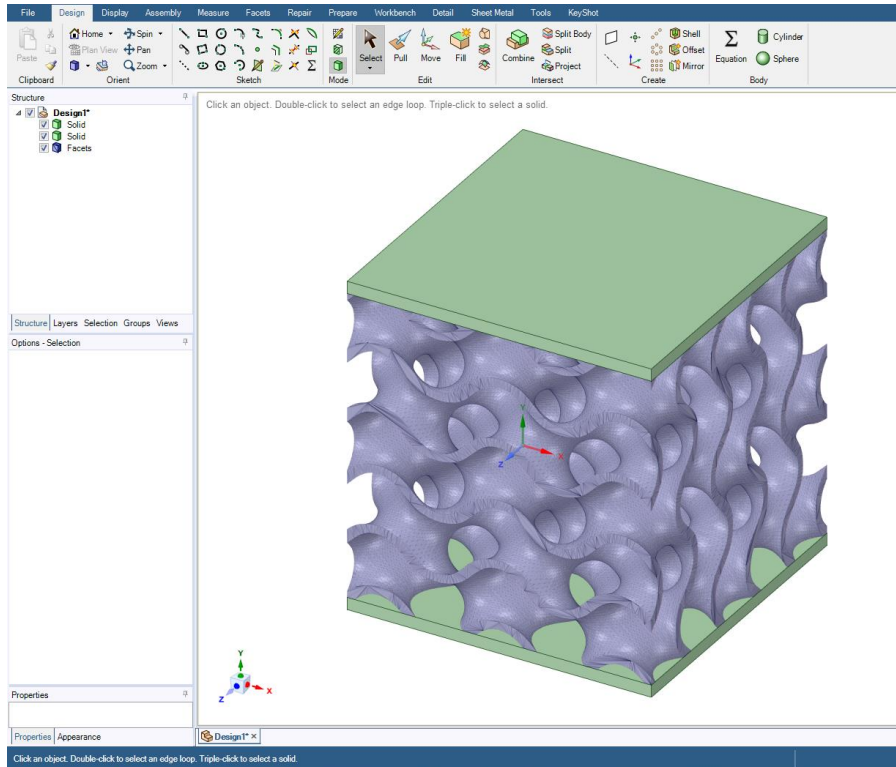 File Design Display Assembly Measure Facets Repair Prepare Workbench Detail Sheet Metal Tools KeyShot
Paste
Home
Plan View
Spin
Pan
Zoom
Select
Pull
Move
Fill
Combine
Split Body
Split
Project
Shell
Offset
Mirror
Equation
Cylinder
Sphere
Clipboard Orient Sketch Mode Edit Intersect Create Body
Structure
Design1*
Solid
Solid
Facets
Structure Layers Selection Groups Views
Options - Selection
Properties
Properties Appearance
Click an object. Double-click to select an edge loop. Triple-click to select a solid.
Y
X
Z
Y
X
Z
Design1*
Click an object. Double-click to select an edge loop. Triple-click to select a solid.